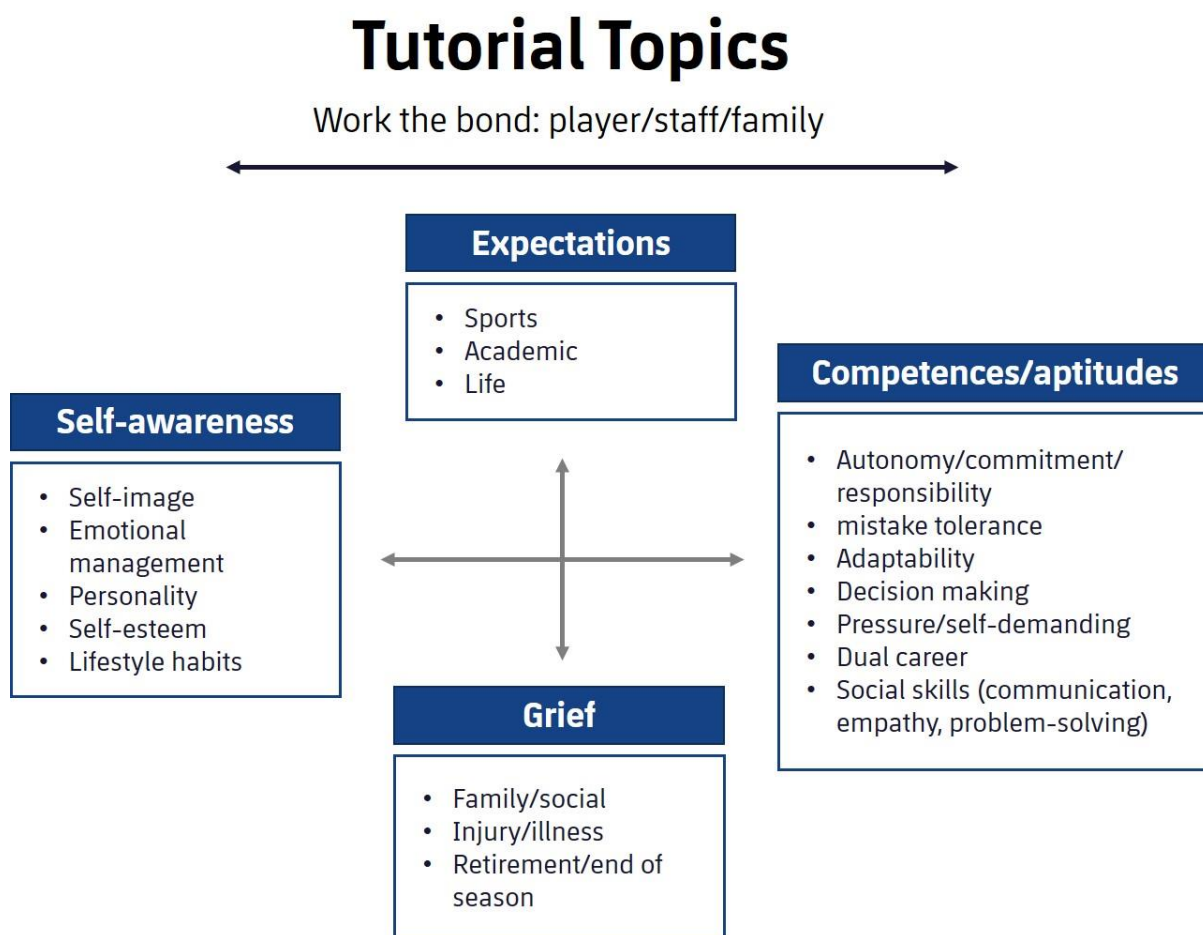 Tutorial Topics
Work the bond: player/staff/family
Expectations
• Sports
• Academic
• Life
Self-awareness
• Self-image
• Emotional
management
• Personality
• Self-esteem
• Lifestyle habits
Competences/aptitudes
• Autonomy/commitment/
responsibility
• mistake tolerance
• Adaptability
• Decision making
• Pressure/self-demanding
• Dual career
• Social skills (communication,
empathy, problem-solving)
Grief
• Family/social
• Injury/illness
• Retirement/end of
season